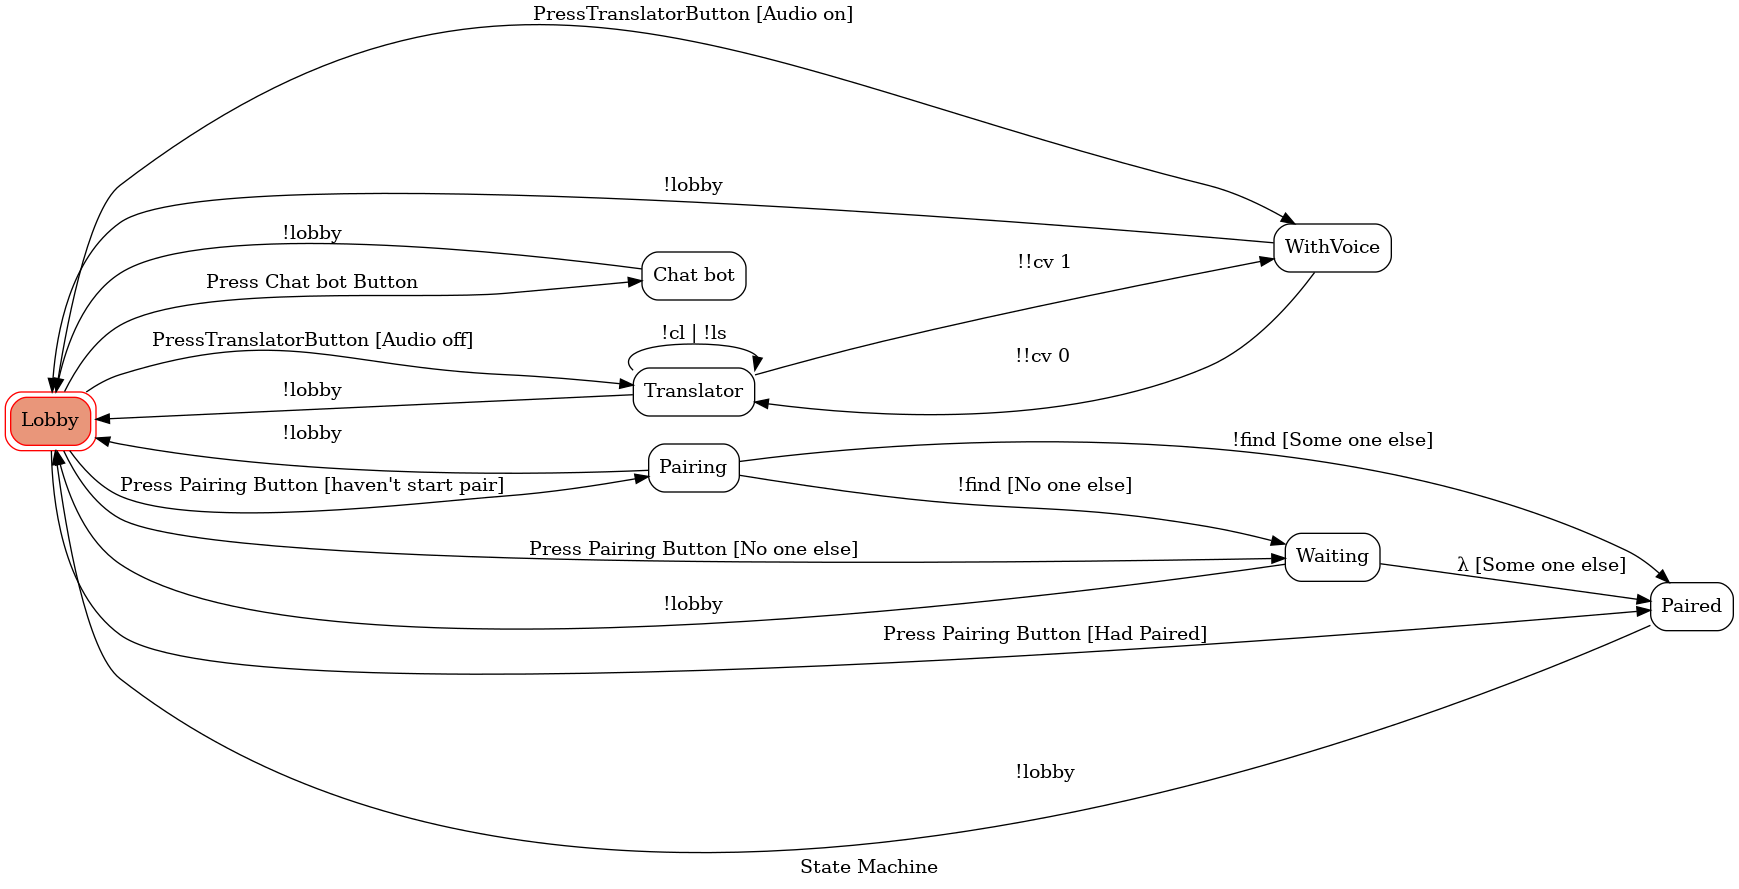 PressTranslatorButton [Audio on]
!lobby
!lobby
WithVoice
!!cv 1
Chat bot
Press Chat bot Button
!cl | !ls
PressTranslatorButton [Audio off]
!!cv 0
!lobby
Translator
Lobby
!lobby
!find [Some one else]
Pairing
Press Pairing Button [haven't start pair]
!find [No one else]
Press Pairing Button [No one else]
Waiting
λ [Some one else]
!lobby
Paired
Press Pairing Button [Had Paired]
!lobby
State Machine